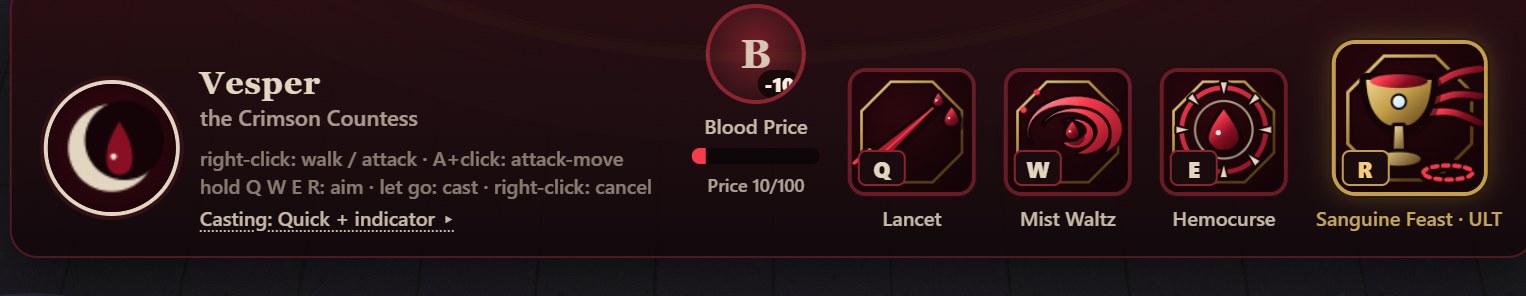 Vesper
the Crimson Countess
right-click: walk / attack · A+click: attack-move
hold Q W E R: aim · let go: cast · right-click: cancel
Casting: Quick + indicator ▸
B
-10
Blood Price
Price 10/100
Q
Lancet
W
Mist Waltz
E
Hemocurse
R
Sanguine Feast · ULT